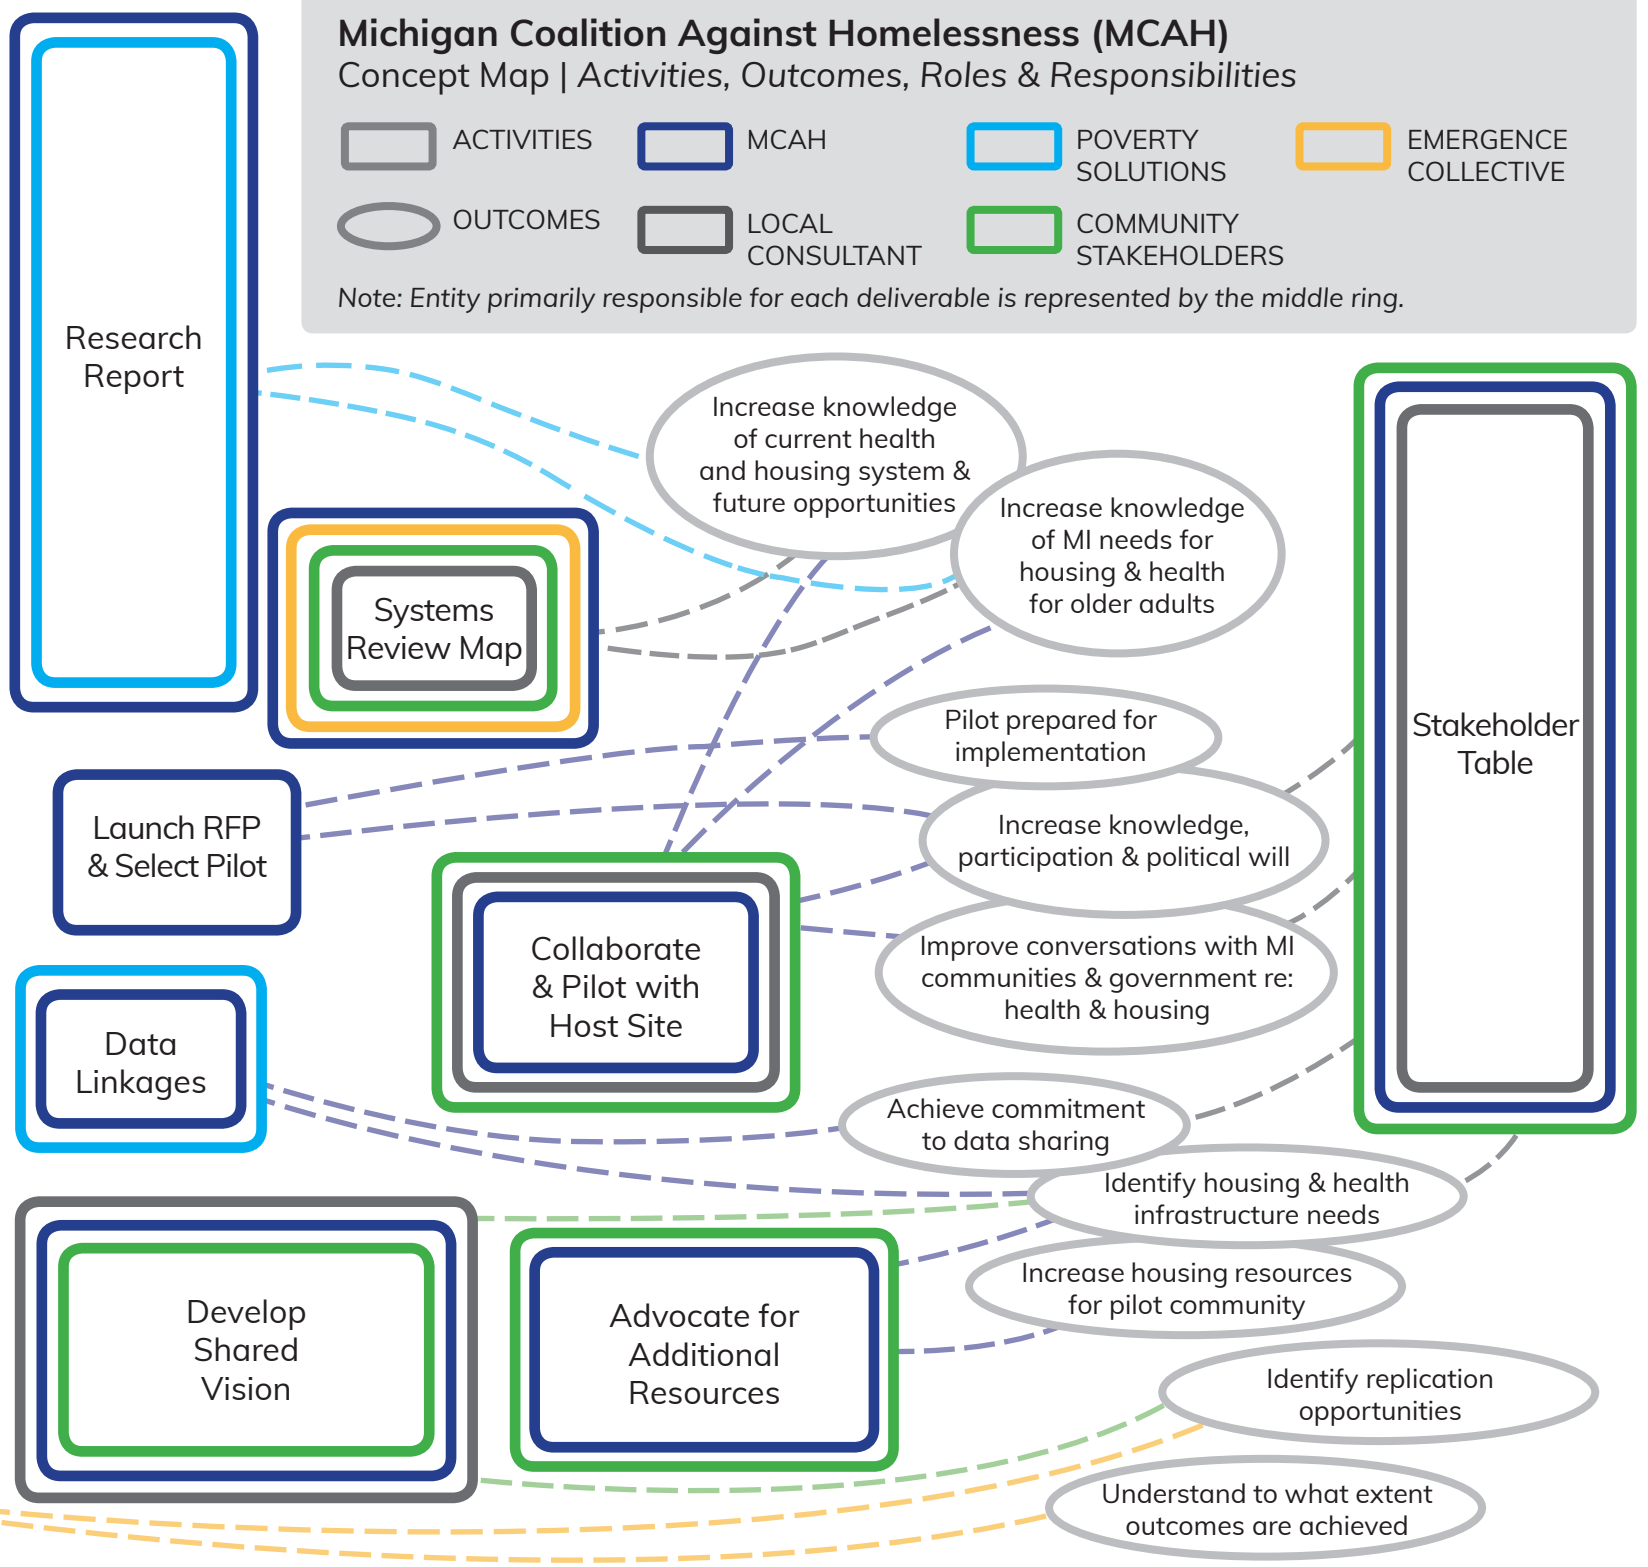 Michigan Coalition Against Homelessness (MCAH)
Concept Map | Activities, Outcomes, Roles & Responsibilities
ACTIVITIES
MCAH
POVERTY
SOLUTIONS
EMERGENCE
COLLECTIVE
OUTCOMES
LOCAL
CONSULTANT
COMMUNITY
STAKEHOLDERS
Note: Entity primarily responsible for each deliverable is represented by the middle ring.
Research
Report
Increase knowledge
of current health
and housing system &
future opportunities
Increase knowledge
of MI needs for
housing & health
for older adults
Systems
Review Map
Pilot prepared for
implementation
Stakeholder
Table
Launch RFP
& Select Pilot
Increase knowledge,
participation & political will
Collaborate
& Pilot with
Host Site
Improve conversations with MI
communities & government re:
health & housing
Data
Linkages
Achieve commitment
to data sharing
Identify housing & health
infrastructure needs
Develop
Shared
Vision
Advocate for
Additional
Resources
Increase housing resources
for pilot community
Identify replication
opportunities
Understand to what extent
outcomes are achieved